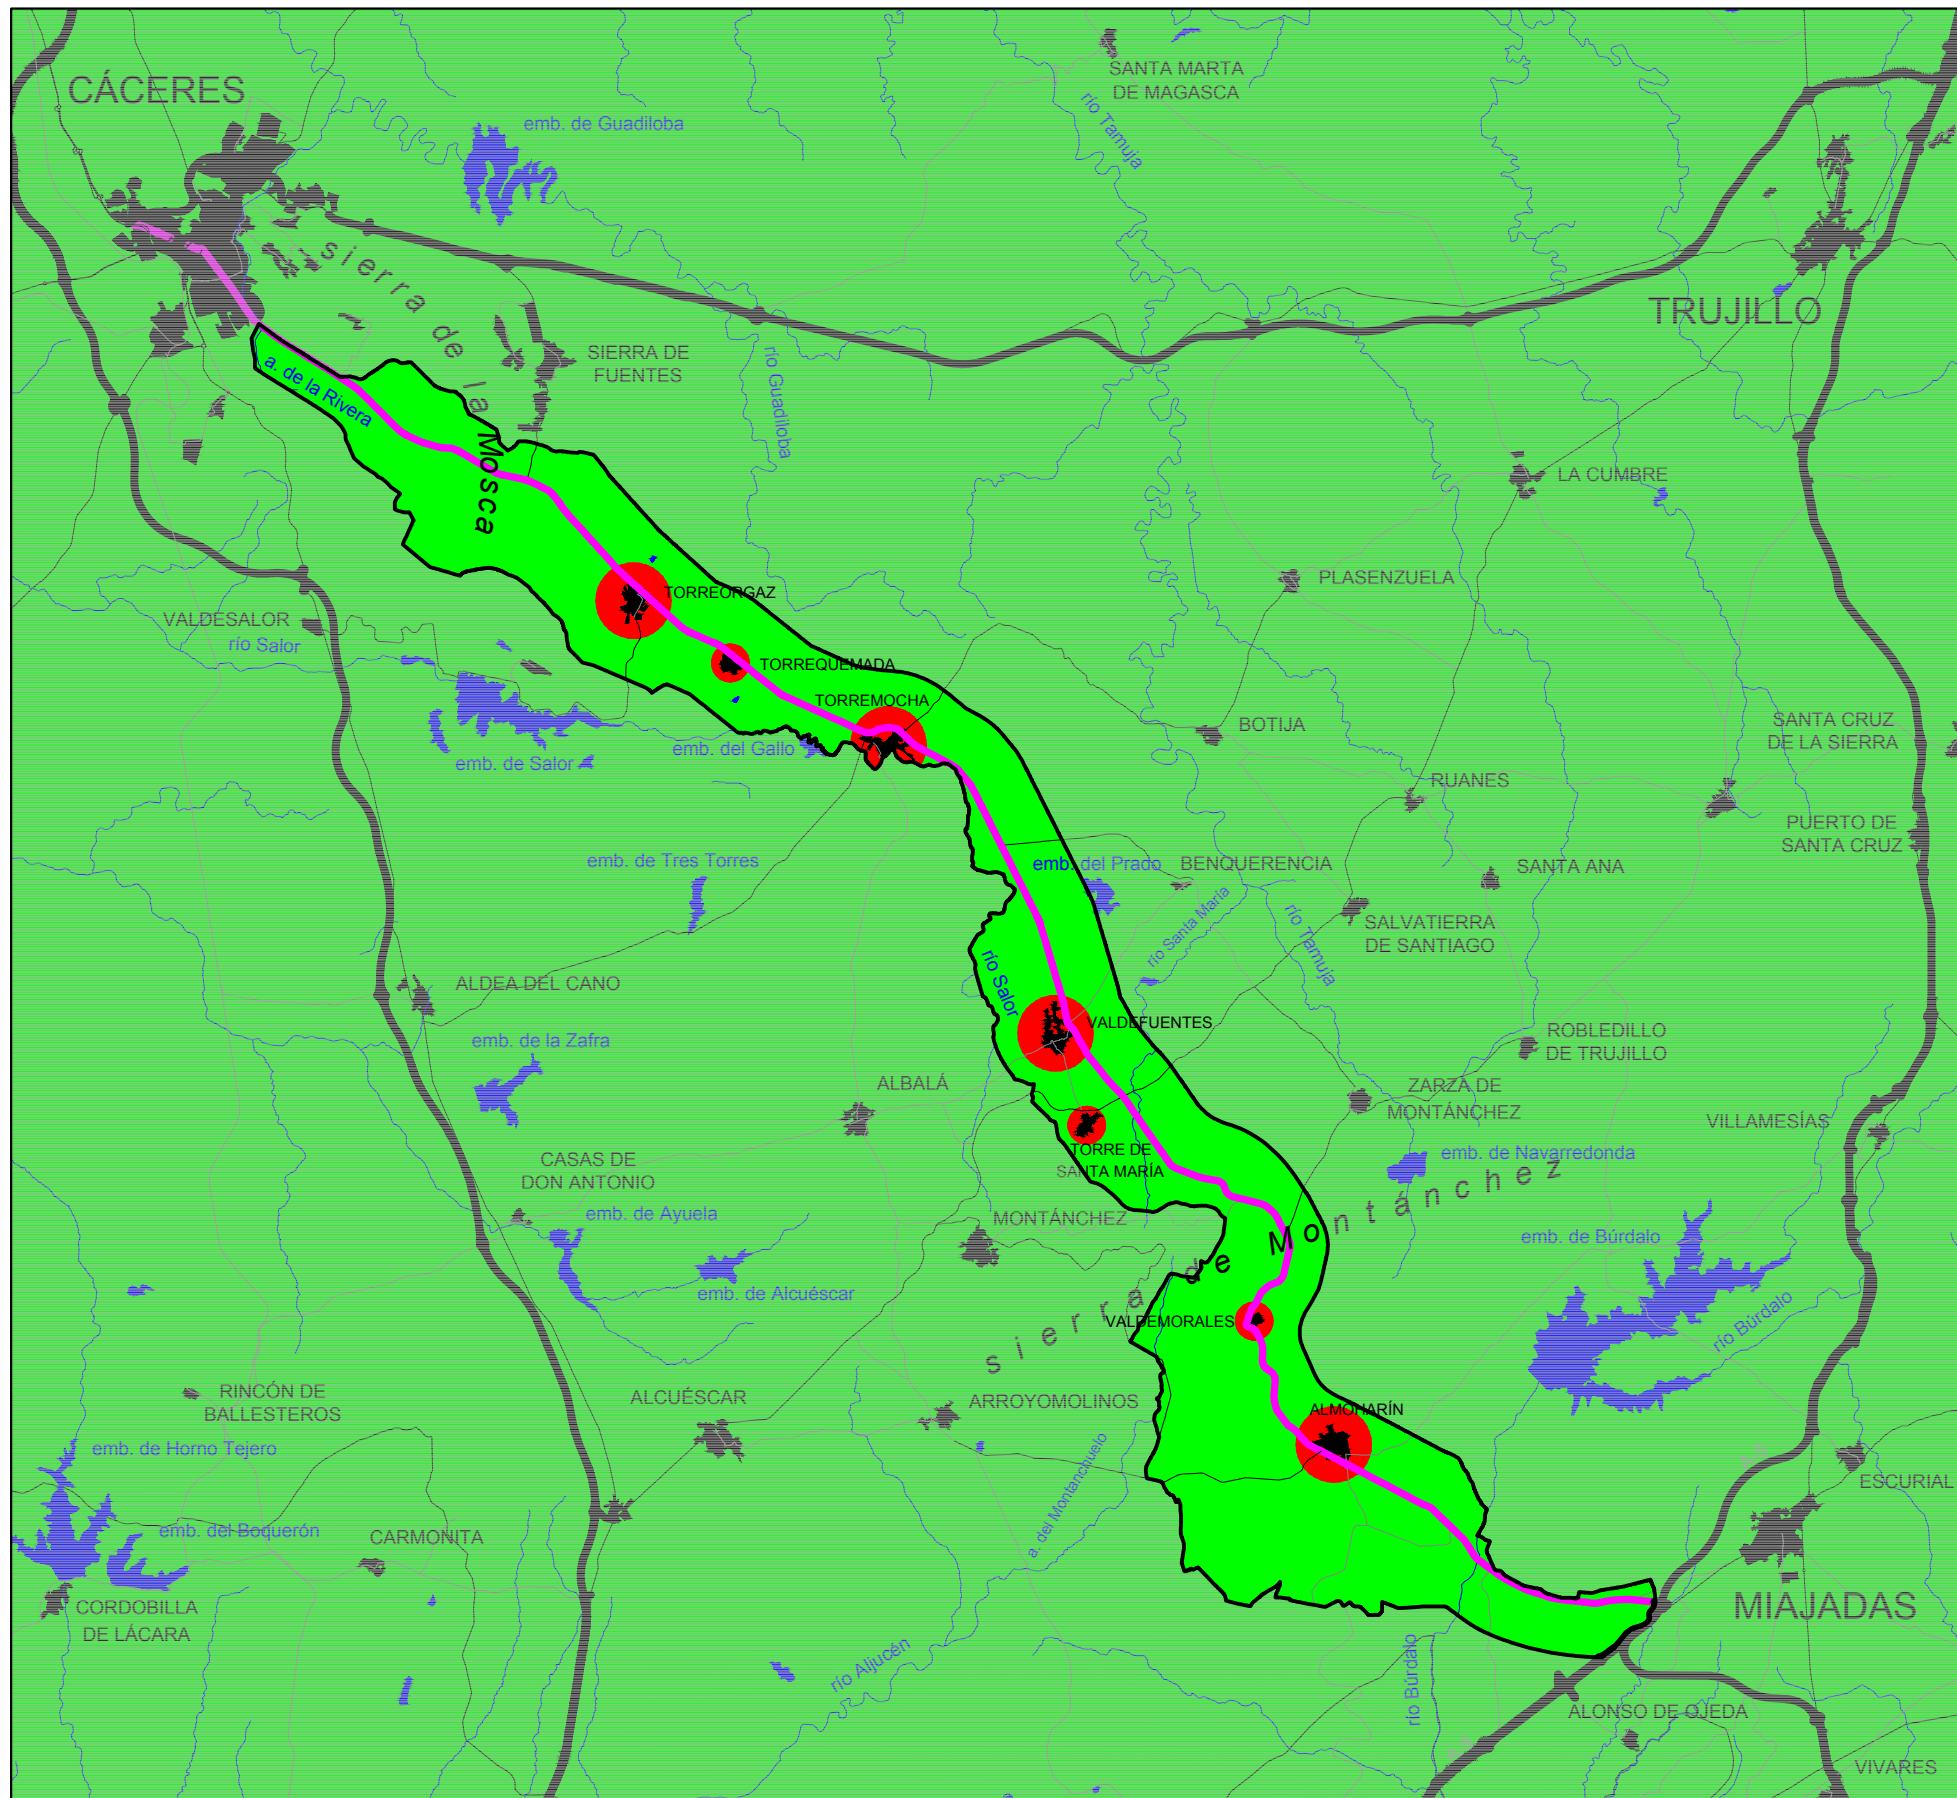 SANTA MARTA
DE MAGASCA
CÁCERES
emb. de Guadiloba
río Tamuja
sierra de la Mosca
TRUJILLO
SIERRA DE
FUENTES
río Guadiloba
a. de la Rivera
LA CUMBRE
PLASENZUELA
TORREORGAZ
VALDESALOR
río Salor
TORREQUEMADA
TORREMOCHA
emb. del Gallo
emb. de Salor
BOTIJA
SANTA CRUZ
DE LA SIERRA
RUANES
PUERTO DE
SANTA CRUZ
emb. de Tres Torres
emb. del Prado
BENQUERENCIA
SANTA ANA
río Santa María
río Tamuja
SALVATIERRA
DE SANTIAGO
río Salor
ALDEA DEL CANO
VALDEFUENTES
emb. de la Zafra
ROBLEDILLO
DE TRUJILLO
ALBALÁ
ZARZA DE
MONTÁNCHEZ
VILLAMESÍAS
TORRE DE
SANTA MARÍA
emb. de Navarredonda
CASAS DE
DON ANTONIO
emb. de Ayuela
MONTÁNCHEZ
sierra de Montánchez
emb. de Búrdalo
emb. de Alcuéscar
VALDEMORALES
río Búrdalo
RINCÓN DE
BALLESTEROS
ALCUÉSCAR
ARROYOMOLINOS
ALMOHARÍN
emb. de Horno Tejero
a. del Montanchuelo
ESCURIAL
emb. del Boquerón
CARMONITA
CORDOBILLA
DE LÁCARA
MIAJADAS
río Aljucén
río Búrdalo
ALONSO DE OJEDA
VIVARES